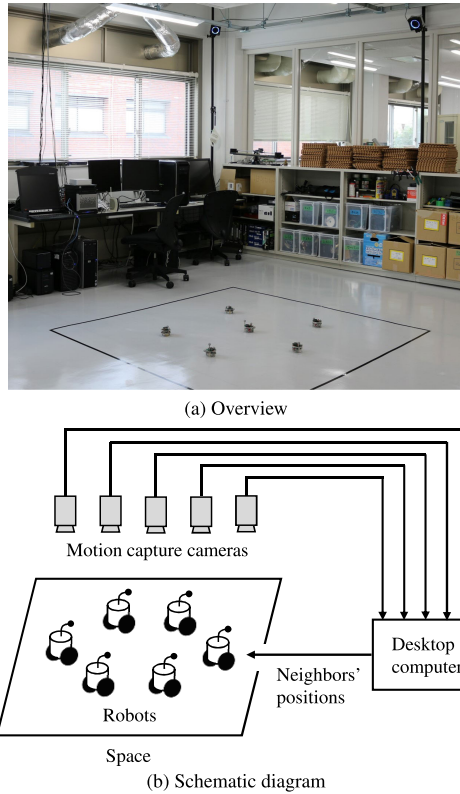 (a) Overview
Motion capture cameras
Desktop
computer
Neighbors’
positions
Robots
Space
(b) Schematic diagram